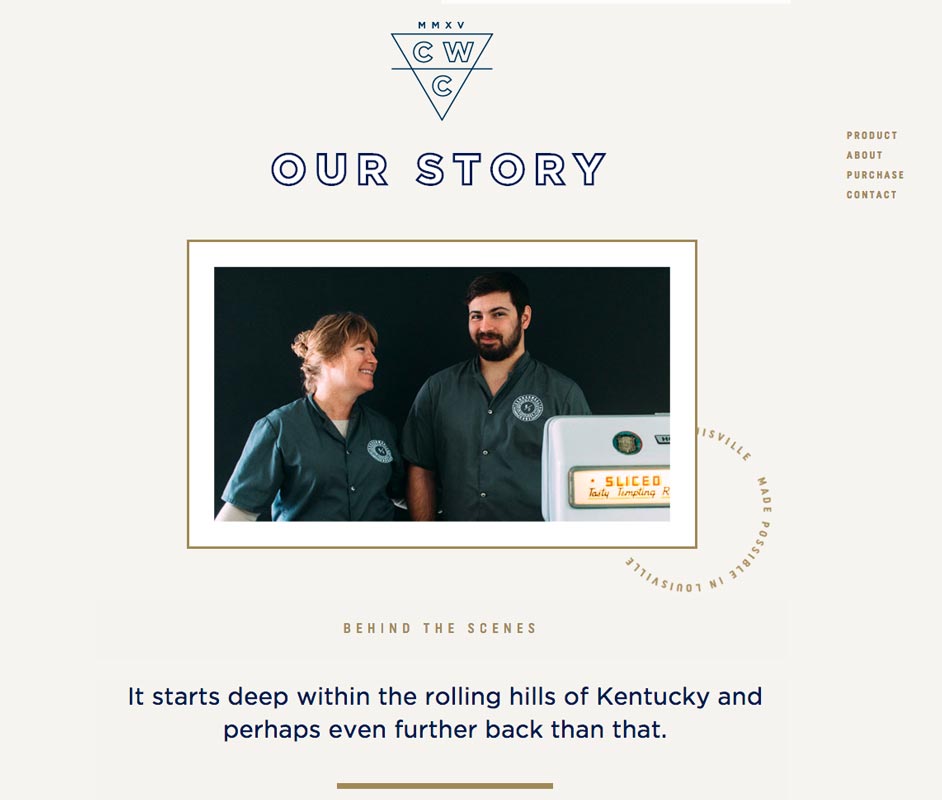 MMXV
CW
C
OUR STORY
PRODUCT
ABOUT
PURCHASE
CONTACT
SLICED
Tasty Tempting
ISVILLE MADE POSSIBLE IN LOUISVILLE
BEHIND THE SCENES
It starts deep within the rolling hills of Kentucky and
perhaps even further back than that.